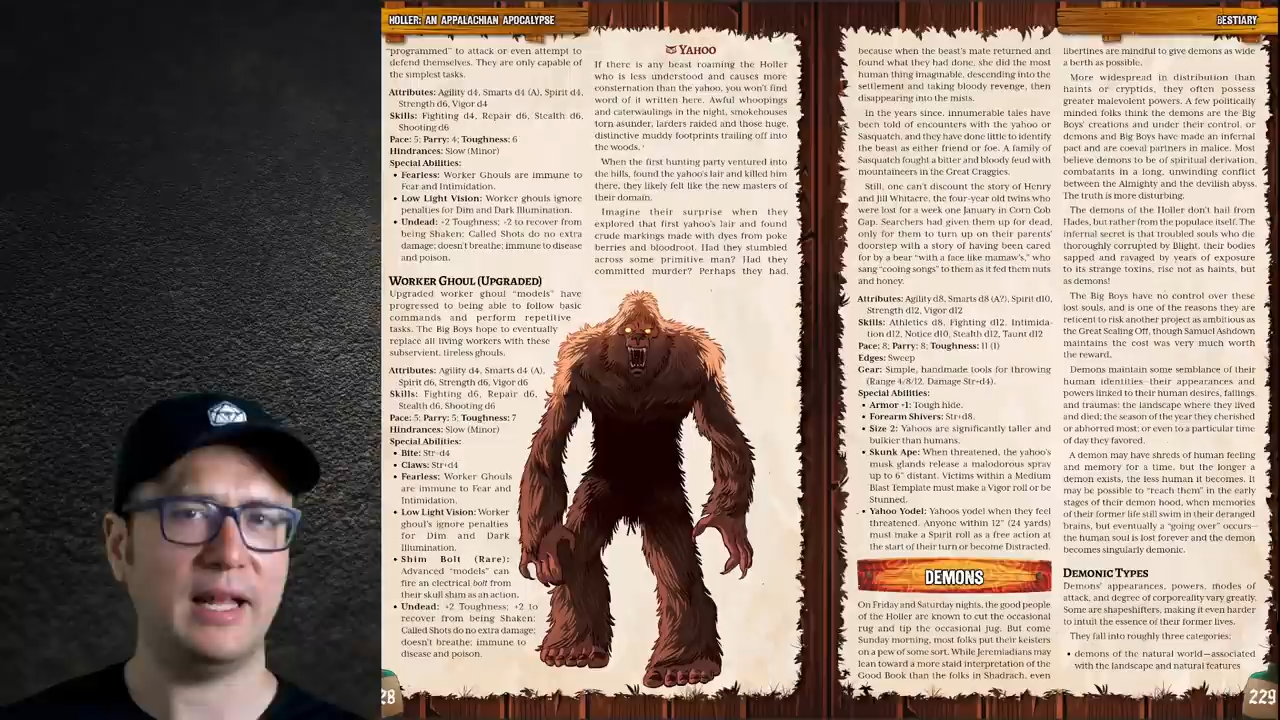 HOLLER: AN APPALACHIAN APOCALYPSE
"programmed" to attack or even attempt to
defend themselves. They are only capable of
the simplest tasks.
Attributes: Agility d4, Smarts d4 (A), Spirit d4,
Strength d6, Vigor d4
Skills: Fighting d4, Repair d6, Stealth d6,
Shooting d6
Pace: 5; Parry: 4; Toughness: 6
Hindrances: Slow (Minor)
Special Abilities:
• Fearless: Worker Ghouls are immune to
Fear and Intimidation.
• Low Light Vision: Worker ghouls ignore
penalties for Dim and Dark Illumination.
• Undead: +2 Toughness; +2 to recover from
being Shaken; Called Shots do no extra
damage; doesn't breathe; immune to disease
and poison.
WORKER GHOUL (UPGRADED)
Upgraded worker ghoul "models" have
progressed to being able to follow basic
commands and perform repetitive
tasks. The Big Boys hope to eventually
replace all living workers with these
subservient, tireless ghouls.
Attributes: Agility d4, Smarts d4 (A),
Spirit d6, Strength d6, Vigor d6
Skills: Fighting d6, Repair d6,
Stealth d6, Shooting d6
Pace: 5; Parry: 5; Toughness: 7
Hindrances: Slow (Minor)
Special Abilities:
• Bite: Str+d4
• Claws: Str+d4
• Fearless: Worker Ghouls
are immune to Fear and
Intimidation.
• Low Light Vision: Worker
ghoul's ignore penalties
for Dim and Dark
Illumination.
• Shim Bolt (Rare):
Advanced "models" can
fire an electrical bolt from
their skull shim as an action.
• Undead: +2 Toughness; +2 to
recover from being Shaken;
Called Shots do no extra damage;
doesn't breathe; immune to
disease and poison.
28
YAHOO
If there is any beast roaming the Holler
who is less understood and causes more
consternation than the yahoo, you won't find
word of it written here. Awful whoopings
and caterwaulings in the night, smokehouses
torn asunder, larders raided and those huge,
distinctive muddy footprints trailing off into
the woods.
When the first hunting party ventured into
the hills, found the yahoo's lair and killed him
there, they likely felt like the new masters of
their domain.
Imagine their surprise when they
explored that first yahoo's lair and found
crude markings made with dyes from poke
berries and bloodroot. Had they stumbled
across some primitive man? Had they
committed murder? Perhaps they had,
BESTIARY
because when the beast's mate returned and
found what they had done, she did the most
human thing imaginable, descending into the
settlement and taking bloody revenge, then
disappearing into the mists.
In the years since, innumerable tales have
been told of encounters with the yahoo or
Sasquatch, and they have done little to identify
the beast as either friend or foe. A family of
Sasquatch fought a bitter and bloody feud with
mountaineers in the Great Craggies.
Still, one can't discount the story of Henry
and Jill Whitacre, the four-year old twins who
were lost for a week one January in Corn Cob
Gap. Searchers had given them up for dead,
only for them to turn up on their parents'
doorstep with a story of having been cared
for by a bear "with a face like mamaw's," who
sang "cooing songs" to them as it fed them nuts
and honey.
Attributes: Agility d8, Smarts d8 (A?), Spirit d10,
Strength d12, Vigor d12
Skills: Athletics d8, Fighting d12, Intimida-
tion d12, Notice d10, Stealth d12, Taunt d12
Pace: 8; Parry: 8; Toughness: 11 (1)
Edges: Sweep
Gear: Simple, handmade tools for throwing
(Range 4/8/12, Damage Str+d4).
Special Abilities:
• Armor +1: Tough hide.
• Forearm Shivers: Str+d8.
• Size 2: Yahoos are significantly taller and
bulkier than humans.
• Skunk Ape: When threatened, the yahoo's
musk glands release a malodorous spray
up to 6" distant. Victims within a Medium
Blast Template must make a Vigor roll or be
Stunned.
• Yahoo Yodel: Yahoos yodel when they feel
threatened. Anyone within 12" (24 yards)
must make a Spirit roll as a free action at
the start of their turn or become Distracted.
DEMONS
On Friday and Saturday nights, the good people
of the Holler are known to cut the occasional
rug and tip the occasional jug. But come
Sunday morning, most folks put their keisters
on a pew of some sort. While Jeremiadians may
lean toward a more staid interpretation of the
Good Book than the folks in Shadrach, even
libertines are mindful to give demons as wide
a berth as possible.
More widespread in distribution than
haints or cryptids, they often possess
greater malevolent powers. A few politically
minded folks think the demons are the Big
Boys' creations and under their control, or
demons and Big Boys have made an infernal
pact and are coeval partners in malice. Most
believe demons to be of spiritual derivation,
combatants in a long, unwinding conflict
between the Almighty and the devilish abyss.
The truth is more disturbing.
The demons of the Holler don't hail from
Hades, but rather from the populace itself. The
infernal secret is that troubled souls who die
thoroughly corrupted by Blight, their bodies
sapped and ravaged by years of exposure
to its strange toxins, rise not as haints, but
as demons!
The Big Boys have no control over these
lost souls, and is one of the reasons they are
reticent to risk another project as ambitious as
the Great Sealing Off, though Samuel Ashdown
maintains the cost was very much worth
the reward.
Demons maintain some semblance of their
human identities—their appearances and
powers linked to their human desires, failings,
and traumas; the landscape where they lived
and died; the season of the year they cherished
or abhorred most; or even to a particular time
of day they favored.
A demon may have shreds of human feeling
and memory for a time, but the longer a
demon exists, the less human it becomes. It
may be possible to "reach them" in the early
stages of their demon hood, when memories
of their former life still swim in their deranged
brains, but eventually a "going over" occurs—
the human soul is lost forever and the demon
becomes singularly demonic.
DEMONIC TYPES
Demons' appearances, powers, modes of
attack, and degree of corporeality vary greatly.
Some are shapeshifters, making it even harder
to intuit the essence of their former lives.
They fall into roughly three categories:
• demons of the natural world—associated
with the landscape and natural features
229